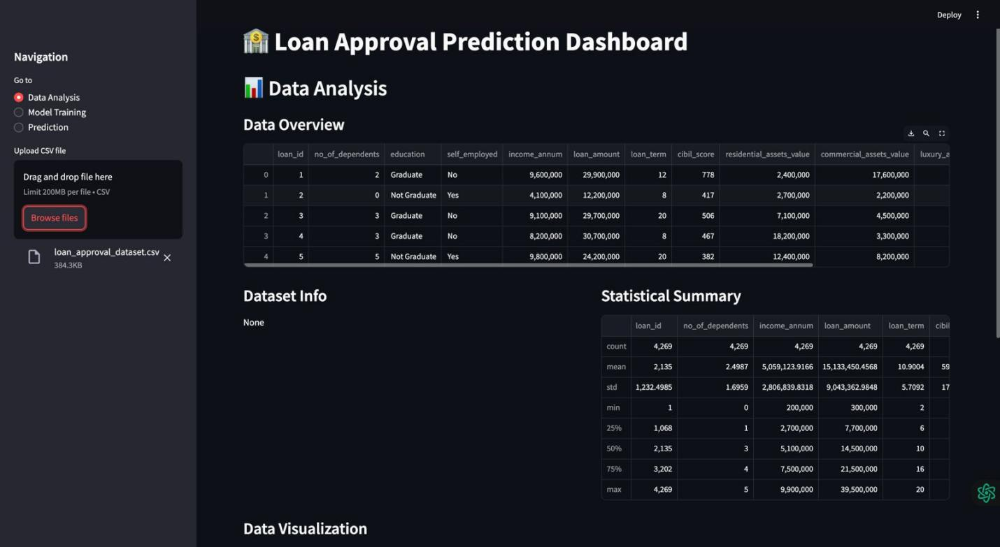 Deploy
Navigation
Go to
Data Analysis
Model Training
Prediction
Upload CSV file
Drag and drop file here
Limit 200MB per file • CSV
Browse files
loan_approval_dataset.csv
384.3KB
Loan Approval Prediction Dashboard
Data Analysis
Data Overview
loan_id no_of_dependents education self_employed income_annum loan_amount loan_term cibil_score residential_assets_value commercial_assets_value luxury_a
0 1 2 Graduate No 9,600,000 29,900,000 12 778 2,400,000 17,600,000
1 2 0 Not Graduate Yes 4,100,000 12,200,000 8 417 2,700,000 2,200,000
2 3 3 Graduate No 9,100,000 29,700,000 20 506 7,100,000 4,500,000
3 4 3 Graduate No 8,200,000 30,700,000 8 467 18,200,000 3,300,000
4 5 5 Not Graduate Yes 9,800,000 24,200,000 20 382 12,400,000 8,200,000
Dataset Info
None
Statistical Summary
loan_id no_of_dependents income_annum loan_amount loan_term cibil
count 4,269 4,269 4,269 4,269 4,269
mean 2,135 2.4987 5,059,123.9166 15,133,450.4568 10.9004 59
std 1,232.4985 1.6959 2,806,839.8318 9,043,362.9848 5.7092 17
min 1 0 200,000 300,000 2
25% 1,068 1 2,700,000 7,700,000 6
50% 2,135 3 5,100,000 14,500,000 10
75% 3,202 4 7,500,000 21,500,000 16
max 4,269 5 9,900,000 39,500,000 20
Data Visualization